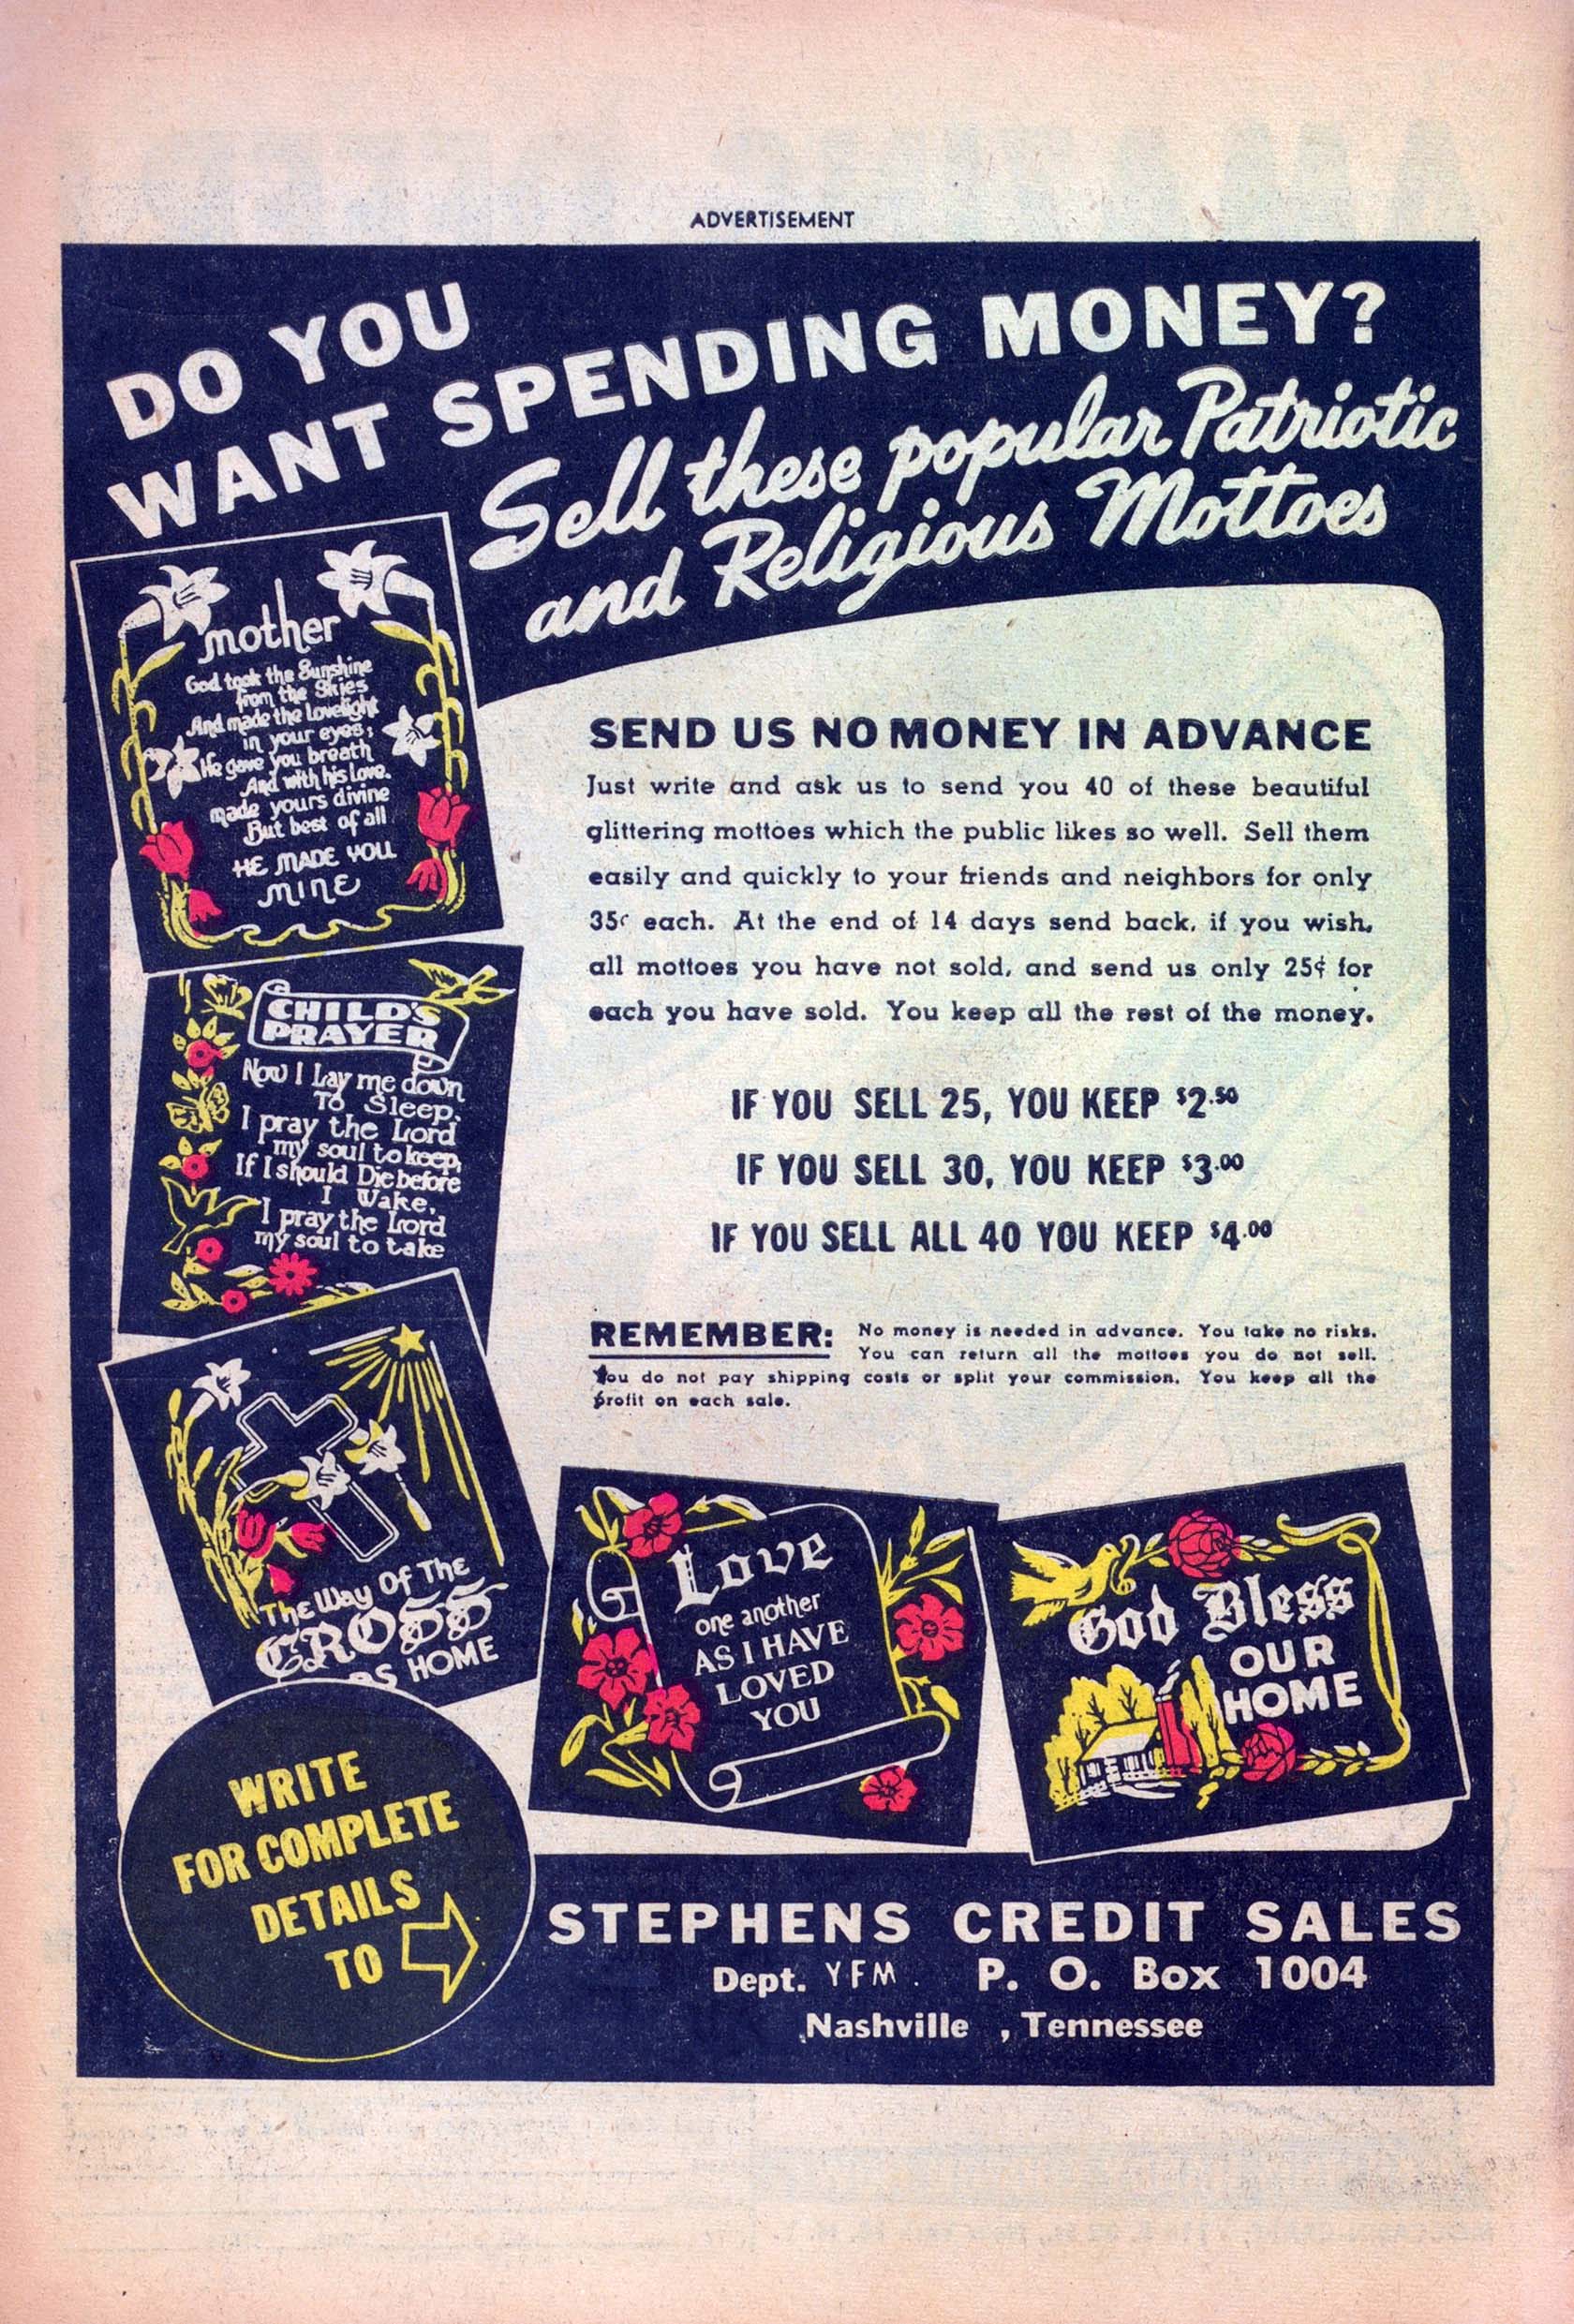 ADVERTISEMENT
DO YOU
WANT SPENDING MONEY?
Sell these popular Patriotic
and Religious Mottoes
mother
God took the Sunshine
from the Skies
And made the Lovelight
in your eyes;
He gave you breath
And with his love.
made yours divine
But best of all
HE MADE YOU
MINE
CHILD'S
PRAYER
Now I Lay me down
To Sleep.
I pray the Lord
my soul to keep,
If I should Die before
I Wake,
I pray the Lord
my soul to take
The Way Of The
CROSS
HOME
SEND US NO MONEY IN ADVANCE
Just write and ask us to send you 40 of these beautiful
glittering mottoes which the public likes so well. Sell them
easily and quickly to your friends and neighbors for only
35¢ each. At the end of 14 days send back, if you wish,
all mottoes you have not sold, and send us only 25¢ for
each you have sold. You keep all the rest of the money.
IF YOU SELL 25, YOU KEEP $2.50
IF YOU SELL 30, YOU KEEP $3.00
IF YOU SELL ALL 40 YOU KEEP $4.00
REMEMBER: No money is needed in advance. You take no risks.
You can return all the mottoes you do not sell.
You do not pay shipping costs or split your commission. You keep all the
profit on each sale.
Love
one another
AS I HAVE
LOVED
YOU
God Bless
OUR
HOME
WRITE
FOR COMPLETE
DETAILS
TO
STEPHENS CREDIT SALES
Dept. YFM. P. O. Box 1004
Nashville , Tennessee